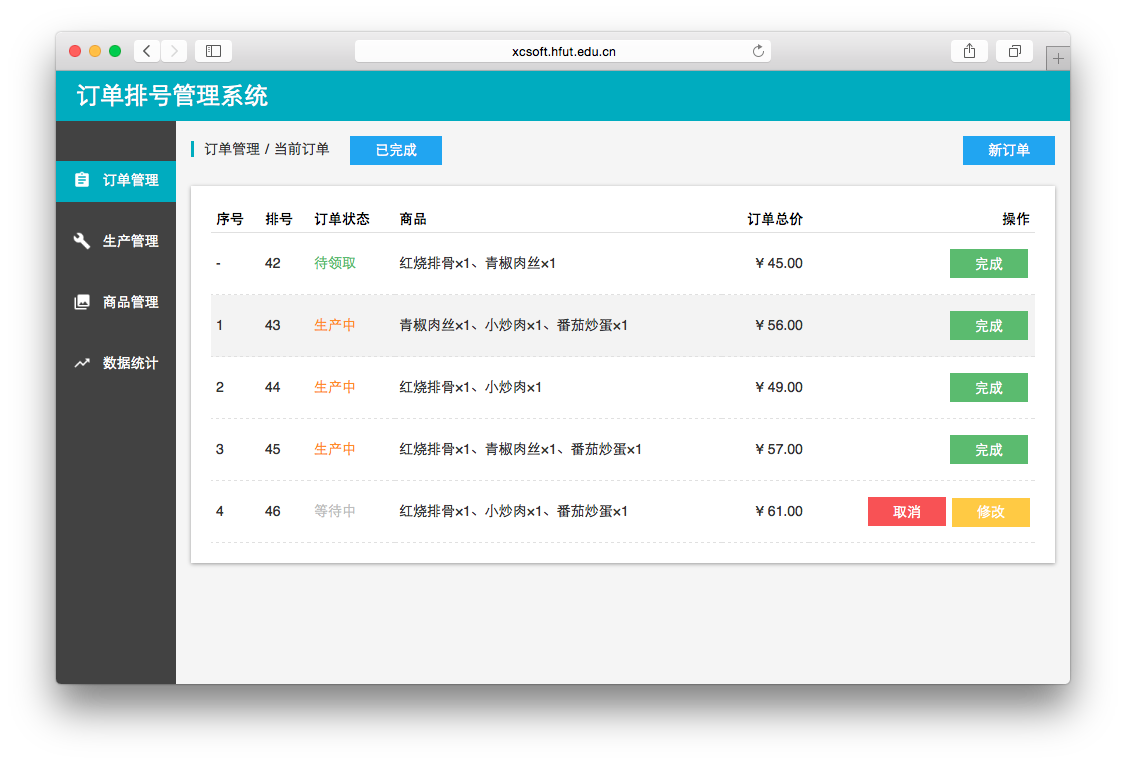 xcsoft.hfut.edu.cn
订单排号管理系统
订单管理 / 当前订单 已完成 新订单
订单管理
生产管理
商品管理
数据统计
序号 排号 订单状态 商品 订单总价 操作
- 42 待领取 红烧排骨×1、青椒肉丝×1 ¥ 45.00 完成
1 43 生产中 青椒肉丝×1、小炒肉×1、番茄炒蛋×1 ¥ 56.00 完成
2 44 生产中 红烧排骨×1、小炒肉×1 ¥ 49.00 完成
3 45 生产中 红烧排骨×1、青椒肉丝×1、番茄炒蛋×1 ¥ 57.00 完成
4 46 等待中 红烧排骨×1、小炒肉×1、番茄炒蛋×1 ¥ 61.00 取消 修改